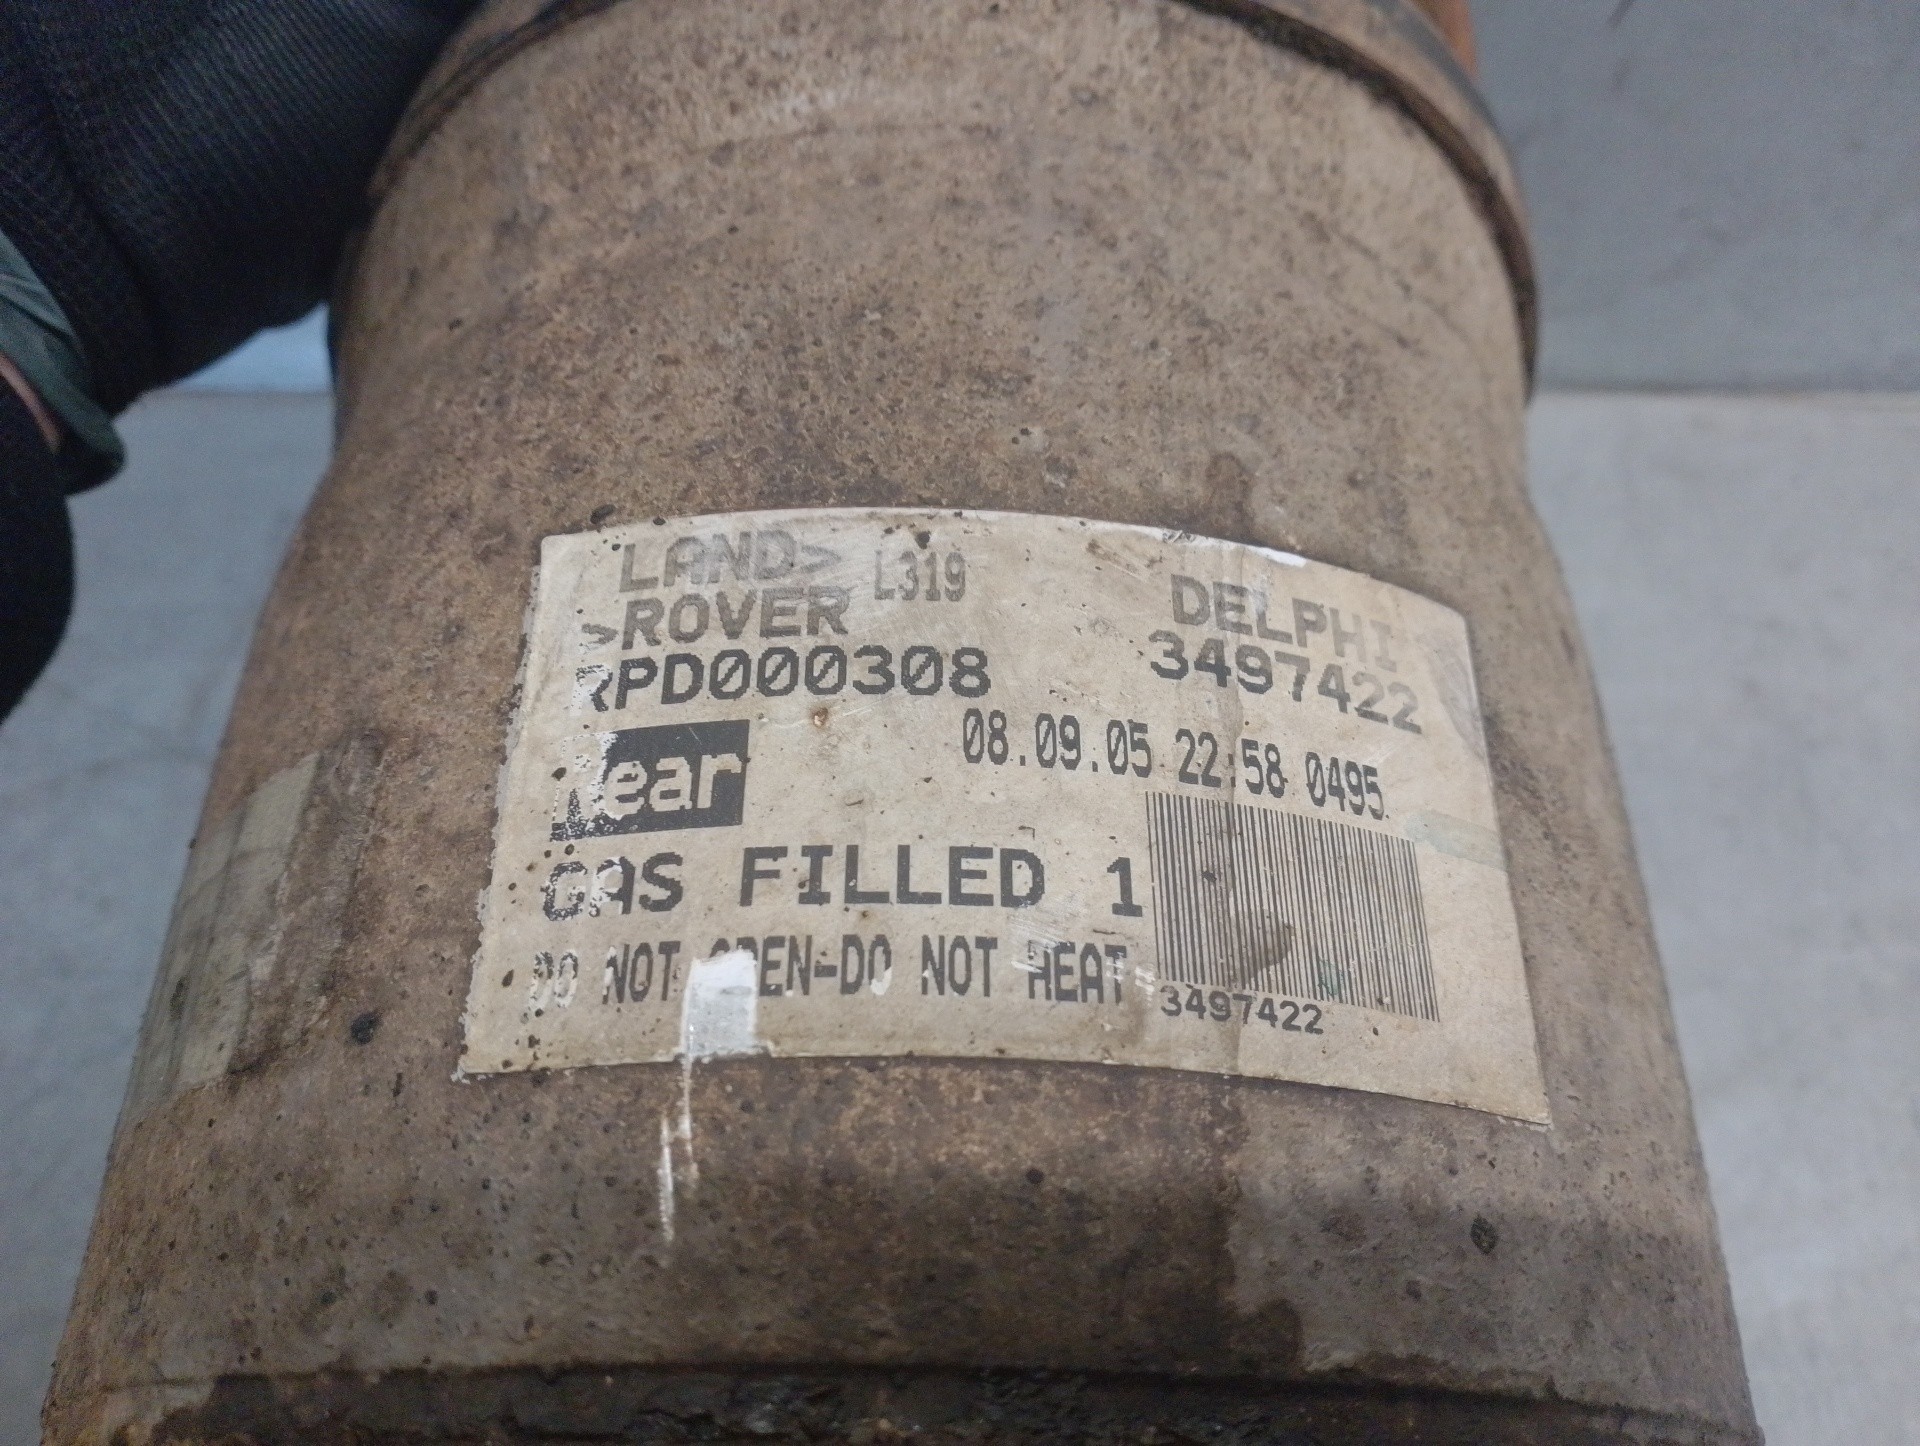 LAND> L319
>ROVER
RPD000308
DELPHI
3497422
Rear
08.09.05 22:58 0495
GAS FILLED 1
DO NOT OPEN-DO NOT HEAT
3497422